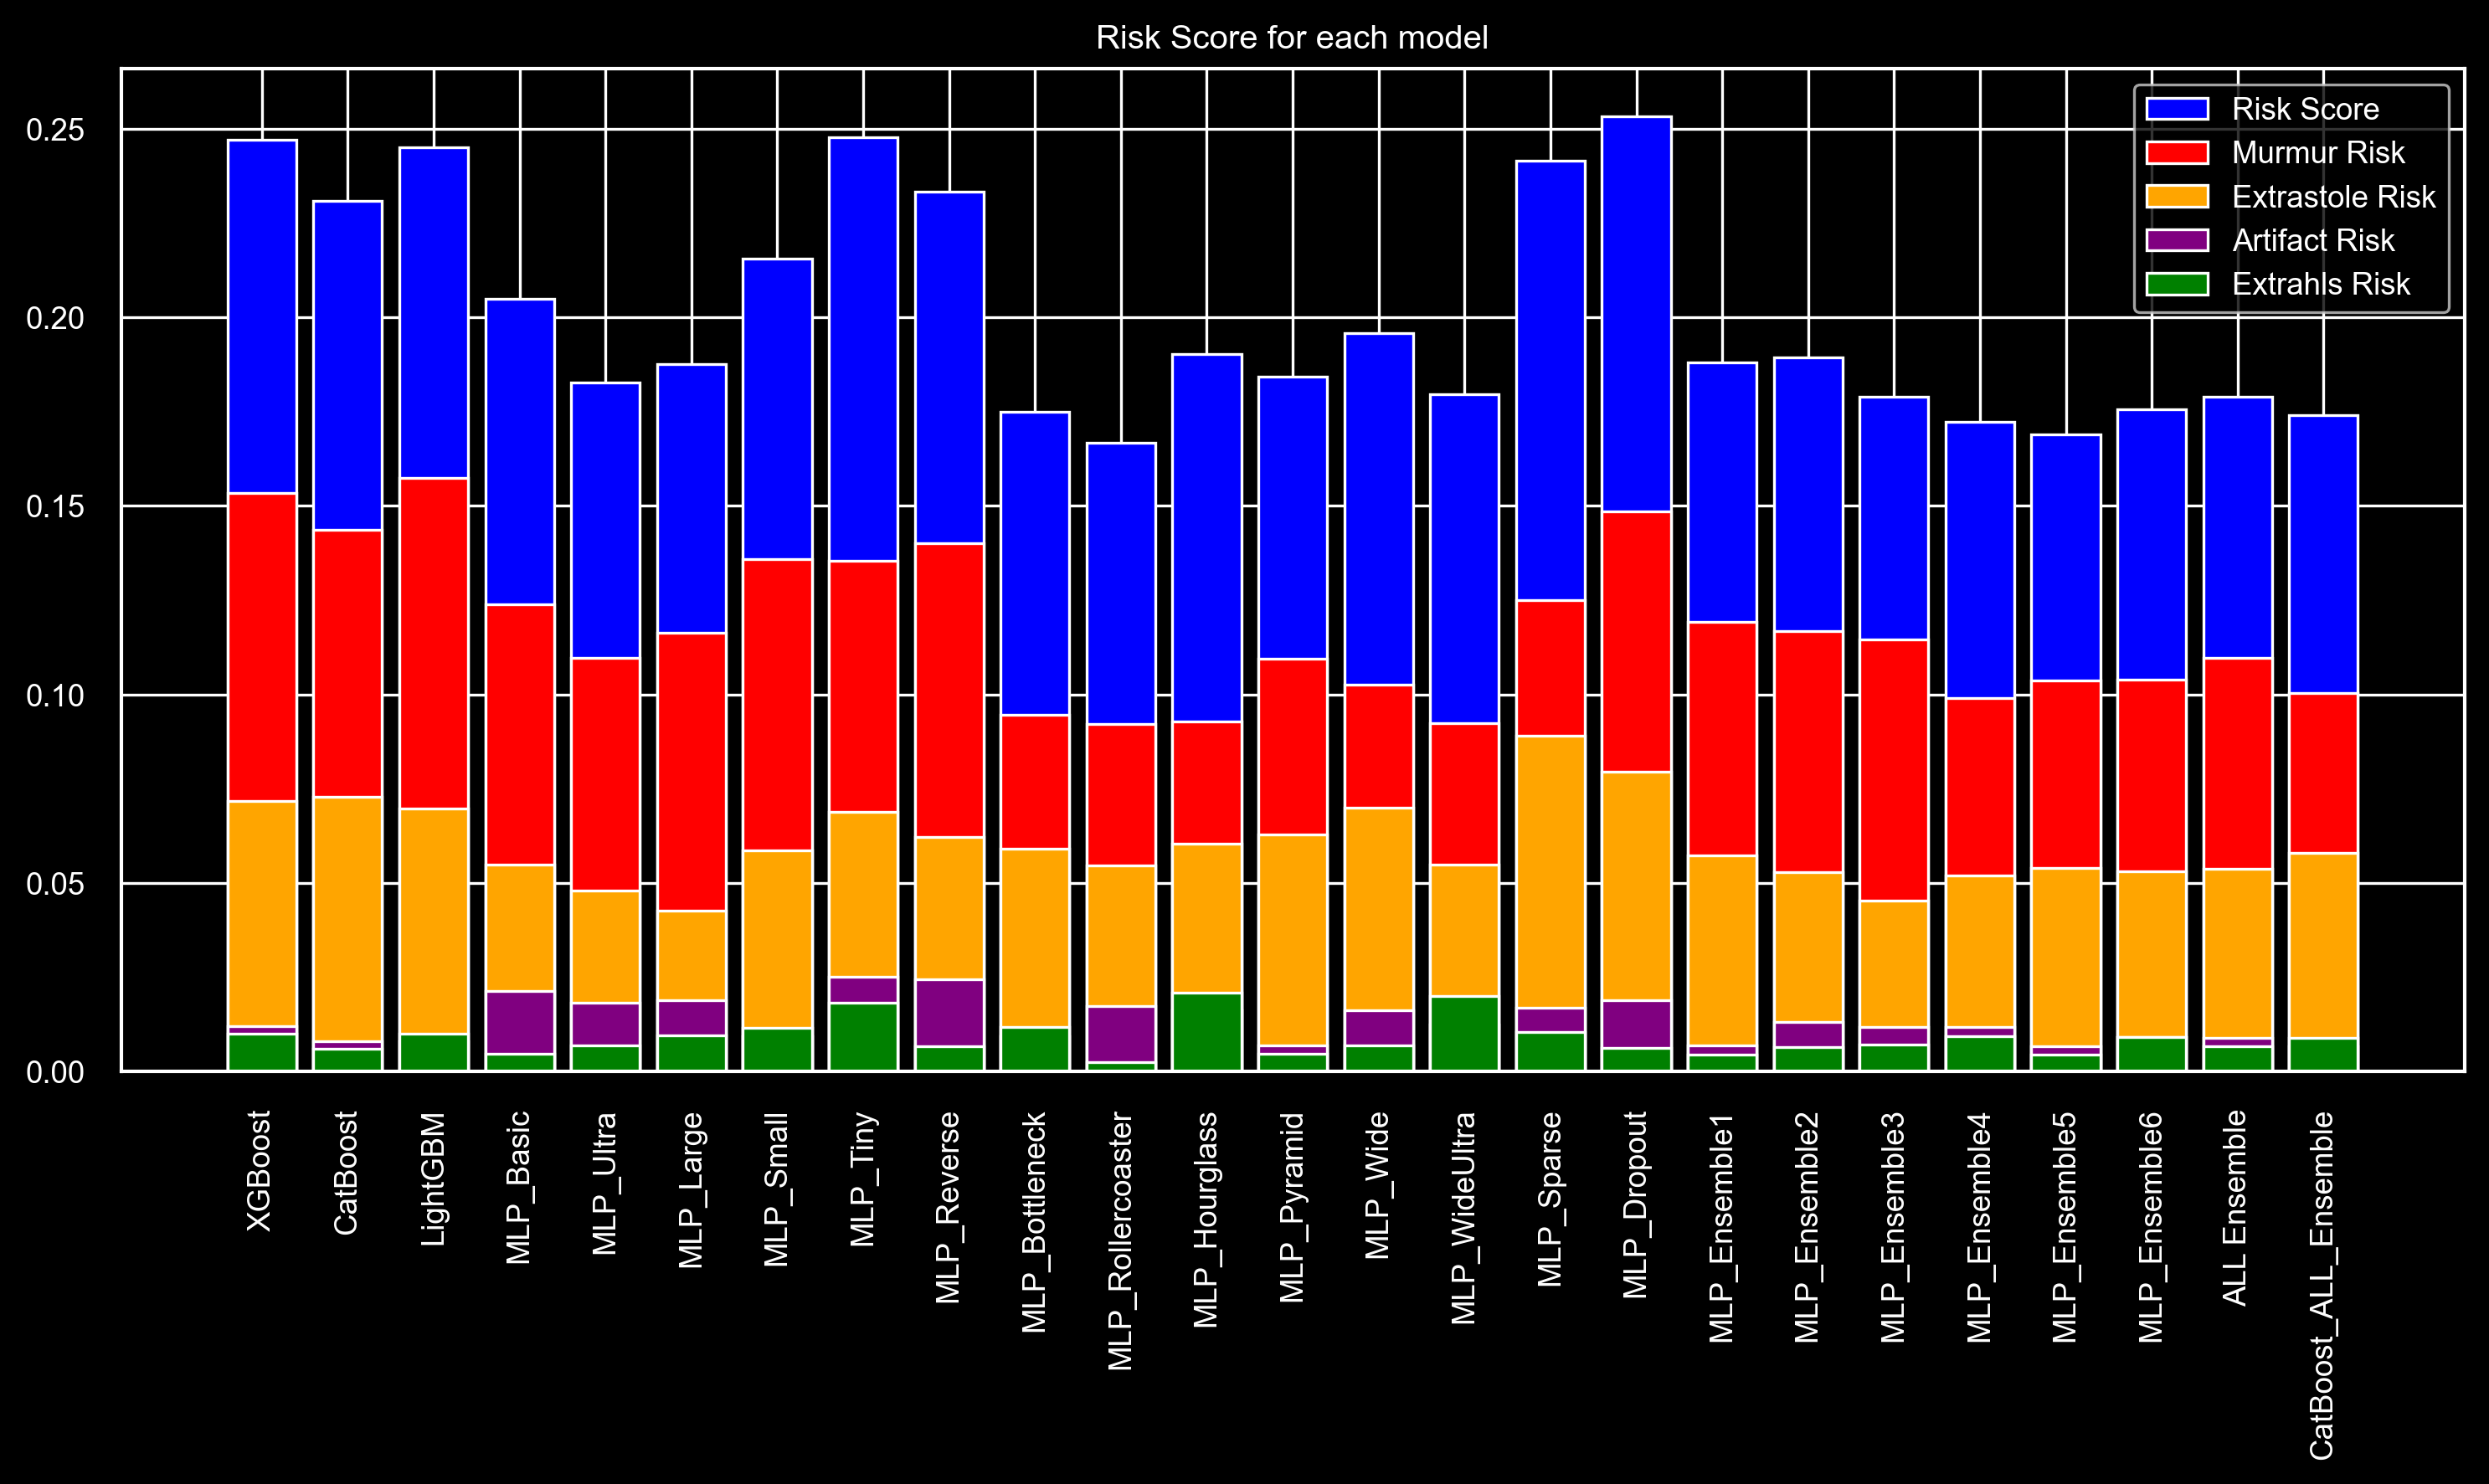 Risk Score for each model
0.25
0.20
0.15
0.10
0.05
0.00
Risk Score
Murmur Risk
Extrastole Risk
Artifact Risk
Extrahls Risk
XGBoost
CatBoost
LightGBM
MLP_Basic
MLP_Ultra
MLP_Large
MLP_Small
MLP_Tiny
MLP_Reverse
MLP_Bottleneck
MLP_Rollercoaster
MLP_Hourglass
MLP_Pyramid
MLP_Wide
MLP_WideUltra
MLP_Sparse
MLP_Dropout
MLP_Ensemble1
MLP_Ensemble2
MLP_Ensemble3
MLP_Ensemble4
MLP_Ensemble5
MLP_Ensemble6
ALL Ensemble
CatBoost_ALL_Ensemble